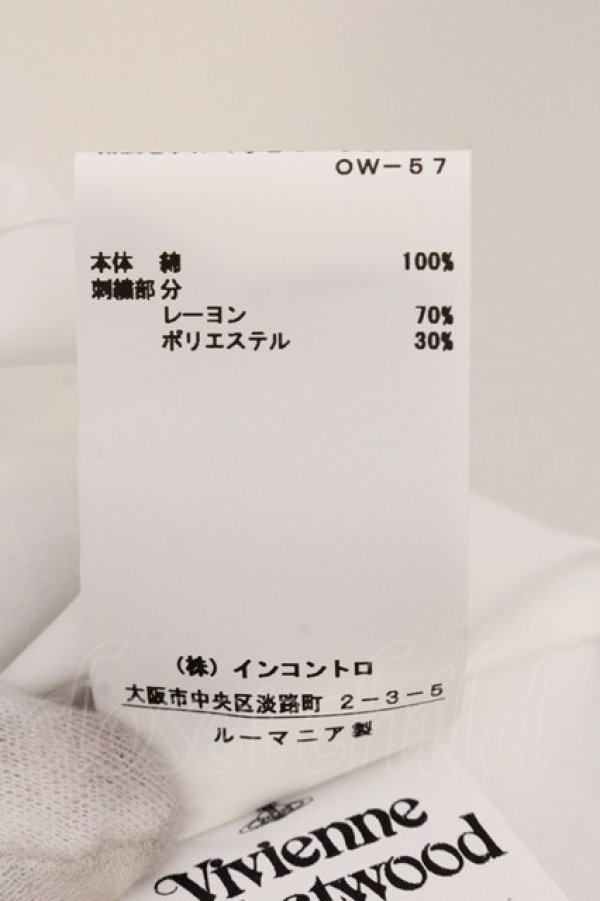 OW-57
本体 綿 100%
刺繍部分
レーヨン 70%
ポリエステル 30%
(株)インコントロ
大阪市中央区淡路町 2-3-5
ルーマニア製
Vivienne